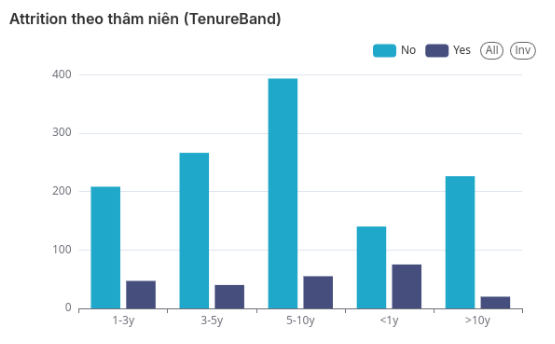 Attrition theo thâm niên (TenureBand)
No Yes All Inv
400
300
200
100
0
1-3y 3-5y 5-10y <1y >10y